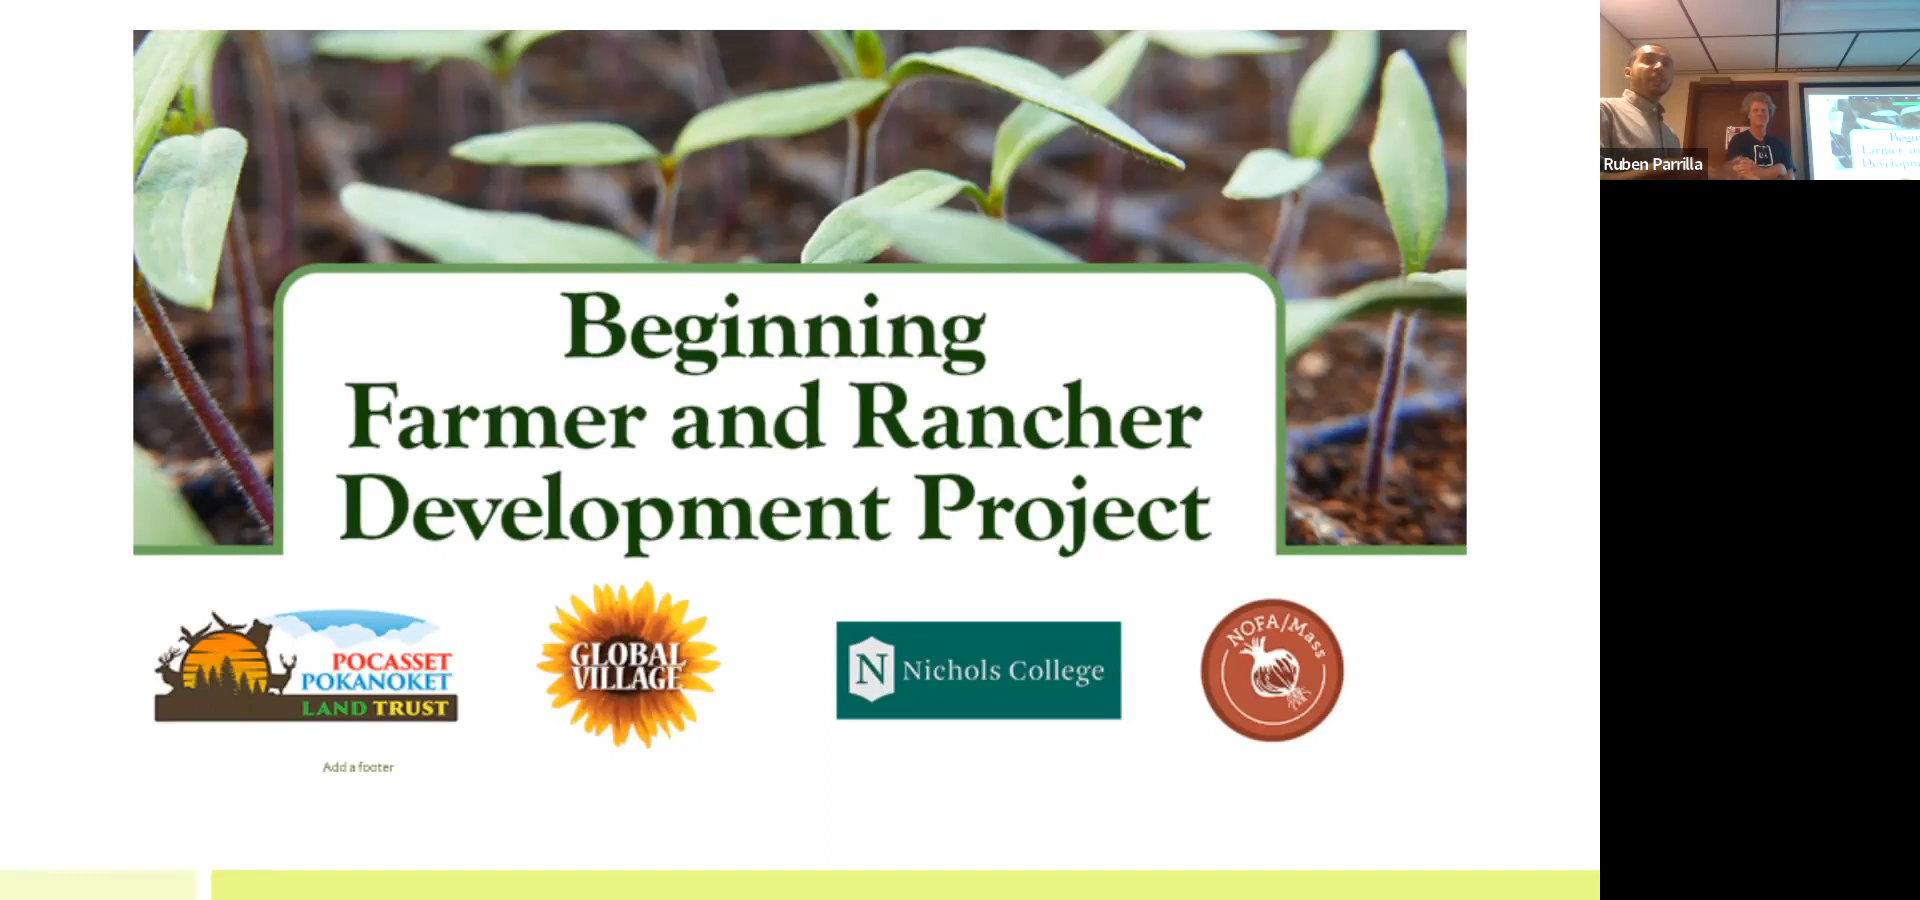 Beginning
Farmer and Rancher
Development Project
POCASSET
POKANOKET
LAND TRUST
GLOBAL
VILLAGE
N Nichols College
NOFA/Mass
Add a footer
Ruben Parrilla